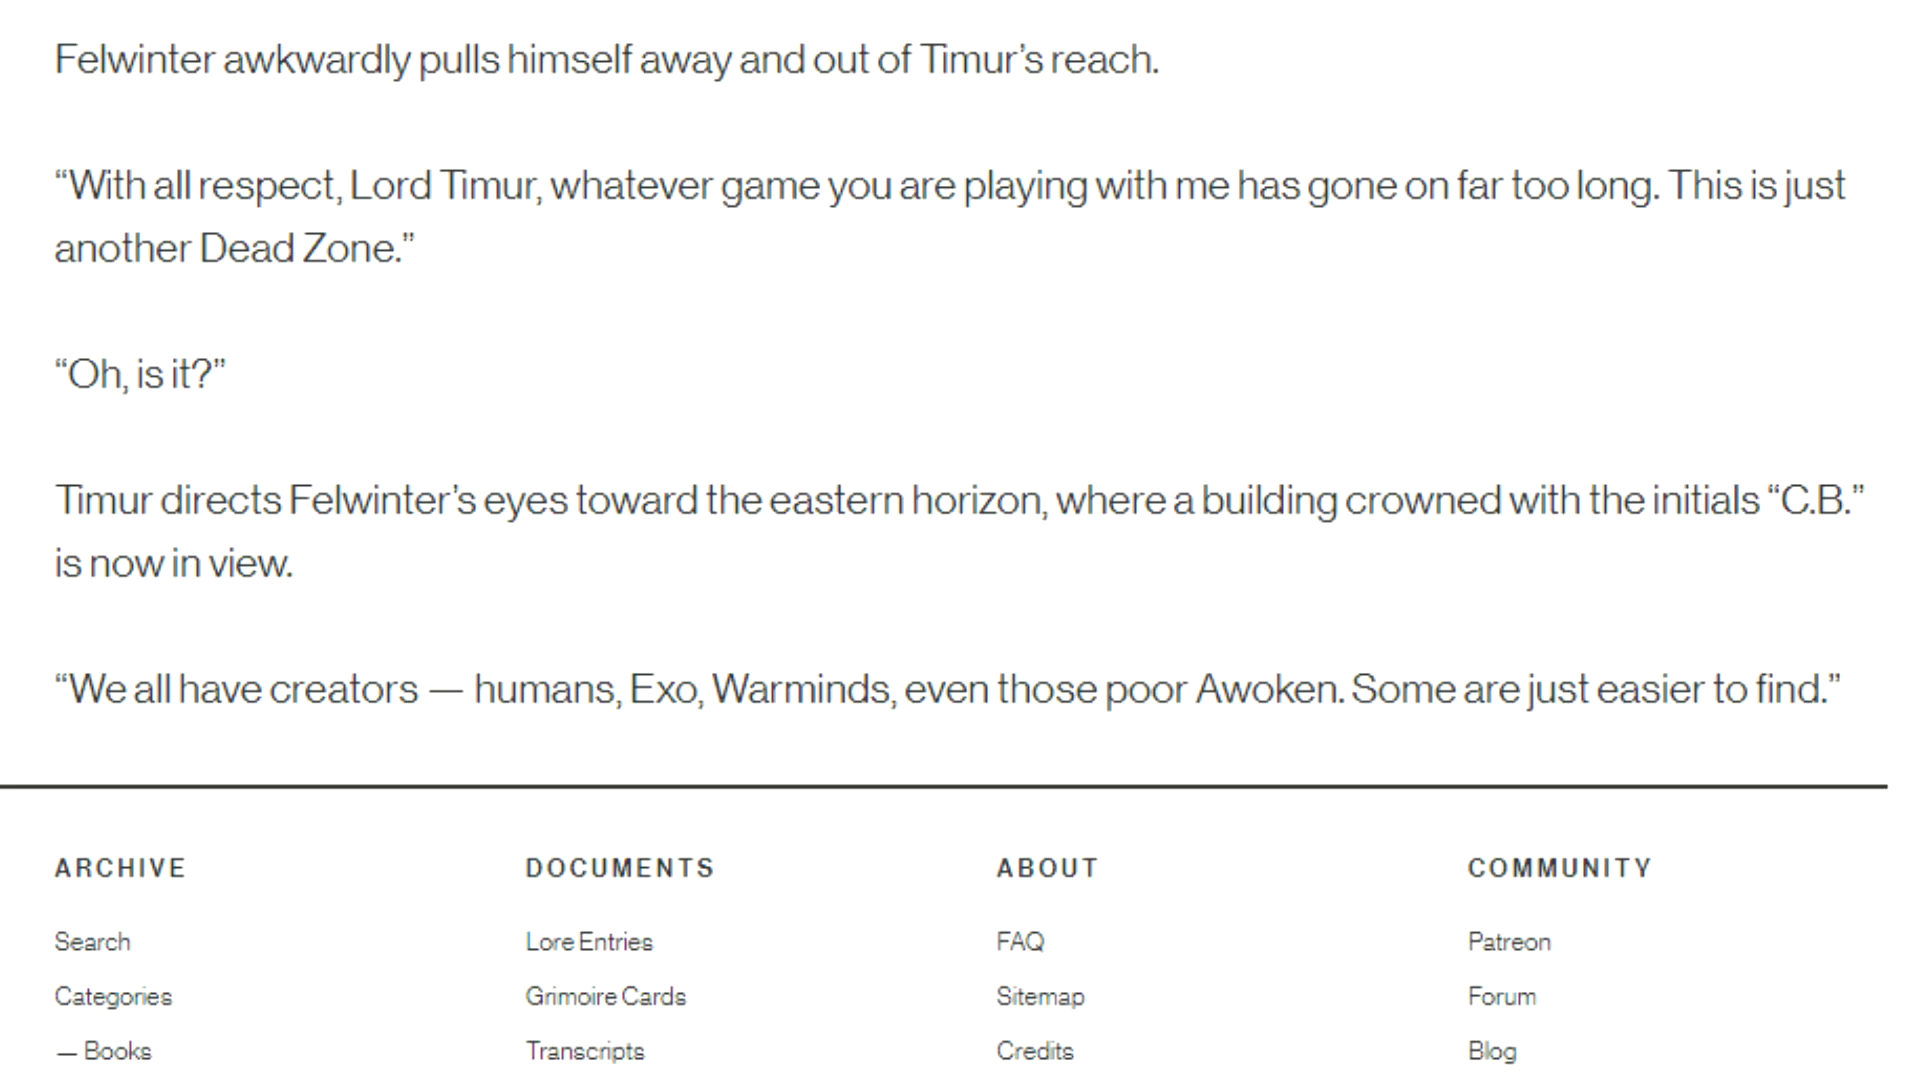 Felwinter awkwardly pulls himself away and out of Timur’s reach.
“With all respect, Lord Timur, whatever game you are playing with me has gone on far too long. This is just
another Dead Zone.”
“Oh, is it?”
Timur directs Felwinter’s eyes toward the eastern horizon, where a building crowned with the initials “C.B.”
is now in view.
“We all have creators — humans, Exo, Warminds, even those poor Awoken. Some are just easier to find.”
ARCHIVE
Search
Categories
— Books
DOCUMENTS
Lore Entries
Grimoire Cards
Transcripts
ABOUT
FAQ
Sitemap
Credits
COMMUNITY
Patreon
Forum
Blog